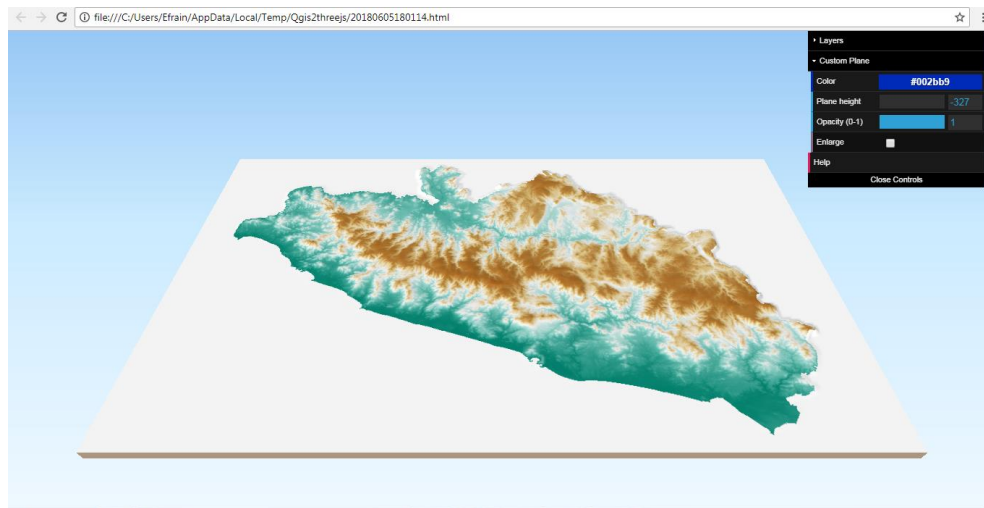 file:///C:/Users/Efrain/AppData/Local/Temp/Qgis2threejs/20180605180114.html
Layers
Custom Plane
Color #002bb9
Plane height -327
Opacity (0-1) 1
Enlarge
Help
Close Controls